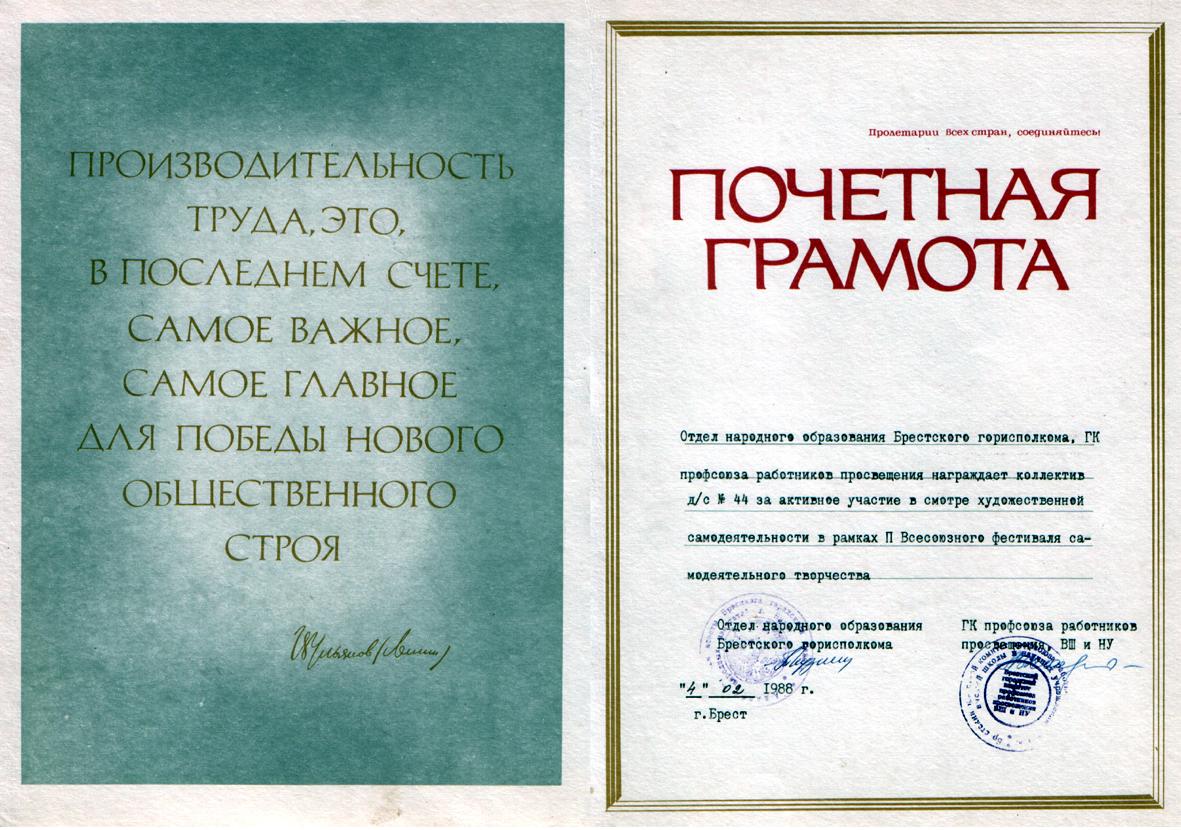 ПРОИЗВОДИТЕЛЬНОСТЬ
ТРУДА, ЭТО,
В ПОСЛЕДНЕМ СЧЕТЕ,
САМОЕ ВАЖНОЕ,
САМОЕ ГЛАВНОЕ
ДЛЯ ПОБЕДЫ НОВОГО
ОБЩЕСТВЕННОГО
СТРОЯ
В Ульянов (Ленин)
Пролетарии всех стран, соединяйтесь!
ПОЧЕТНАЯ
ГРАМОТА
Отдел народного образования Брестского горисполкома, ГК
профсоюза работников просвещения награждает коллектив
д/с № 44 за активное участие в смотре художественной
самодеятельности в рамках П Всесоюзного фестиваля са-
модеятельного творчества
Отдел народного образования
Брестского горисполкома
"4" 02 1988 г.
г.Брест
ГК профсоюза работников
просвещения, ВШ и НУ